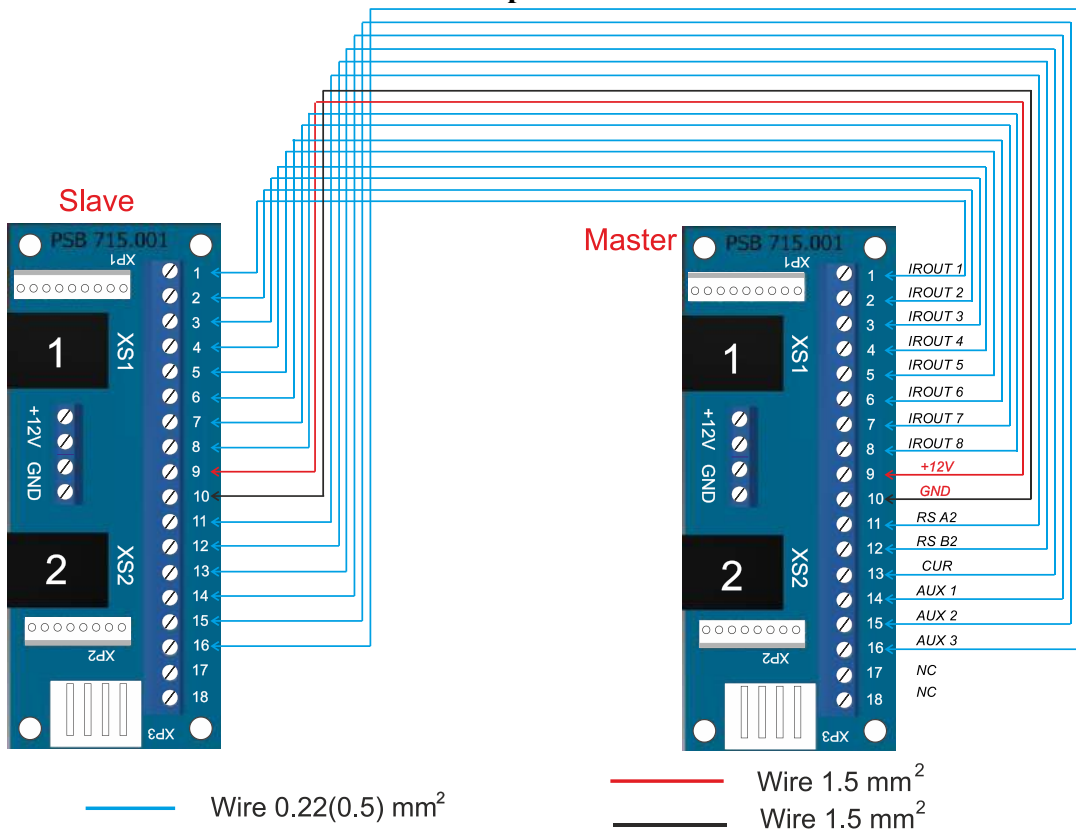 p
Slave
PSB 715.001
XP1
1
2
3
4
5
6
7
8
9
10
11
12
13
14
15
16
17
18
1
XS1
+12V
GND
2
XS2
XP2
XP3
Master
PSB 715.001
XP1
1 IROUT 1
2 IROUT 2
3 IROUT 3
4 IROUT 4
5 IROUT 5
6 IROUT 6
7 IROUT 7
8 IROUT 8
9 +12V
10 GND
11 RS A2
12 RS B2
13 CUR
14 AUX 1
15 AUX 2
16 AUX 3
17 NC
18 NC
1
XS1
+12V
GND
2
XS2
XP2
XP3
Wire 0.22(0.5) mm²
Wire 1.5 mm²
Wire 1.5 mm²